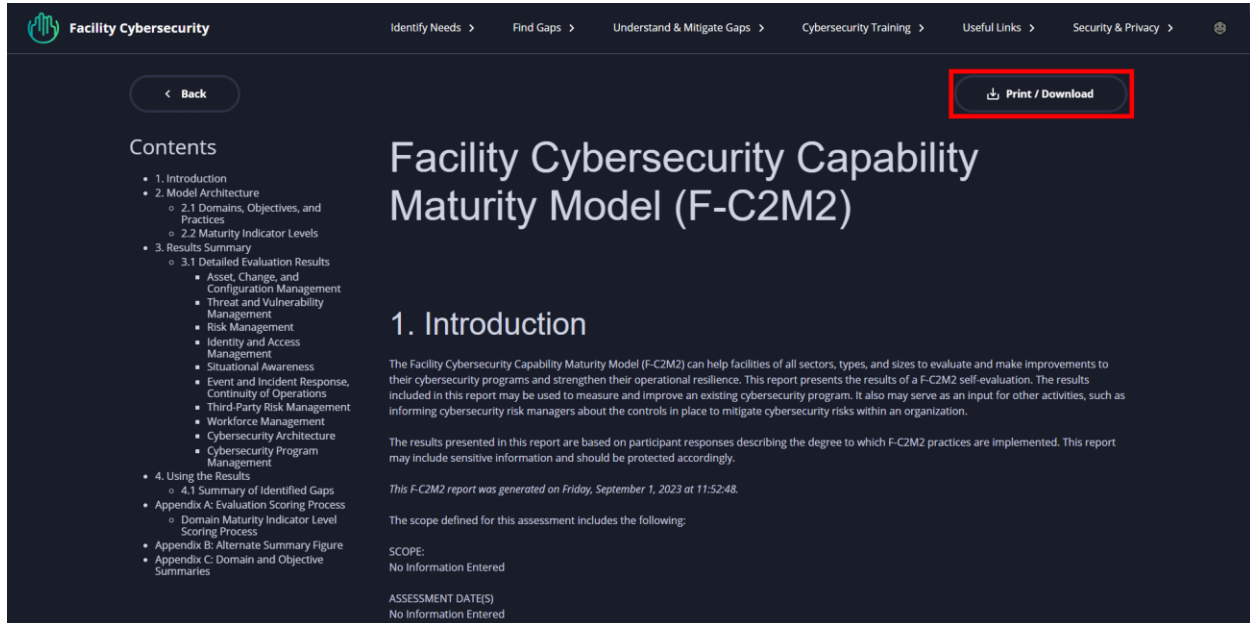 Facility Cybersecurity
Identify Needs >
Find Gaps >
Understand & Mitigate Gaps >
Cybersecurity Training >
Useful Links >
Security & Privacy >
< Back
Print / Download
Contents
• 1. Introduction
• 2. Model Architecture
◦ 2.1 Domains, Objectives, and
Practices
◦ 2.2 Maturity Indicator Levels
• 3. Results Summary
◦ 3.1 Detailed Evaluation Results
▪ Asset, Change, and
Configuration Management
▪ Threat and Vulnerability
Management
▪ Risk Management
▪ Identity and Access
Management
▪ Situational Awareness
▪ Event and Incident Response,
Continuity of Operations
▪ Third-Party Risk Management
▪ Workforce Management
▪ Cybersecurity Architecture
▪ Cybersecurity Program
Management
• 4. Using the Results
◦ 4.1 Summary of Identified Gaps
• Appendix A: Evaluation Scoring Process
◦ Domain Maturity Indicator Level
Scoring Process
• Appendix B: Alternate Summary Figure
• Appendix C: Domain and Objective
Summaries
Facility Cybersecurity Capability
Maturity Model (F-C2M2)
1. Introduction
The Facility Cybersecurity Capability Maturity Model (F-C2M2) can help facilities of all sectors, types, and sizes to evaluate and make improvements to
their cybersecurity programs and strengthen their operational resilience. This report presents the results of a F-C2M2 self-evaluation. The results
included in this report may be used to measure and improve an existing cybersecurity program. It also may serve as an input for other activities, such as
informing cybersecurity risk managers about the controls in place to mitigate cybersecurity risks within an organization.
The results presented in this report are based on participant responses describing the degree to which F-C2M2 practices are implemented. This report
may include sensitive information and should be protected accordingly.
This F-C2M2 report was generated on Friday, September 1, 2023 at 11:52:48.
The scope defined for this assessment includes the following:
SCOPE:
No Information Entered
ASSESSMENT DATE(S)
No Information Entered